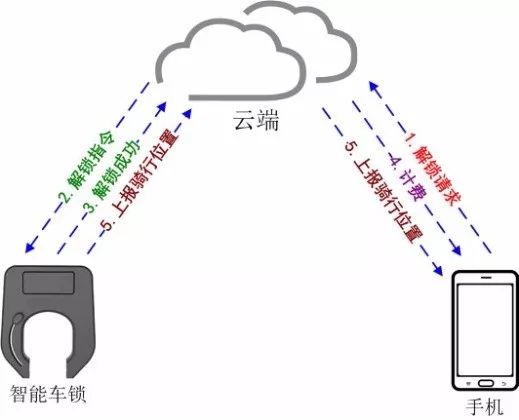 云端
2. 解锁指令
3. 解锁成功
5. 上报骑行位置
1. 解锁请求
4. 计费
5. 上报骑行位置
智能车锁
手机